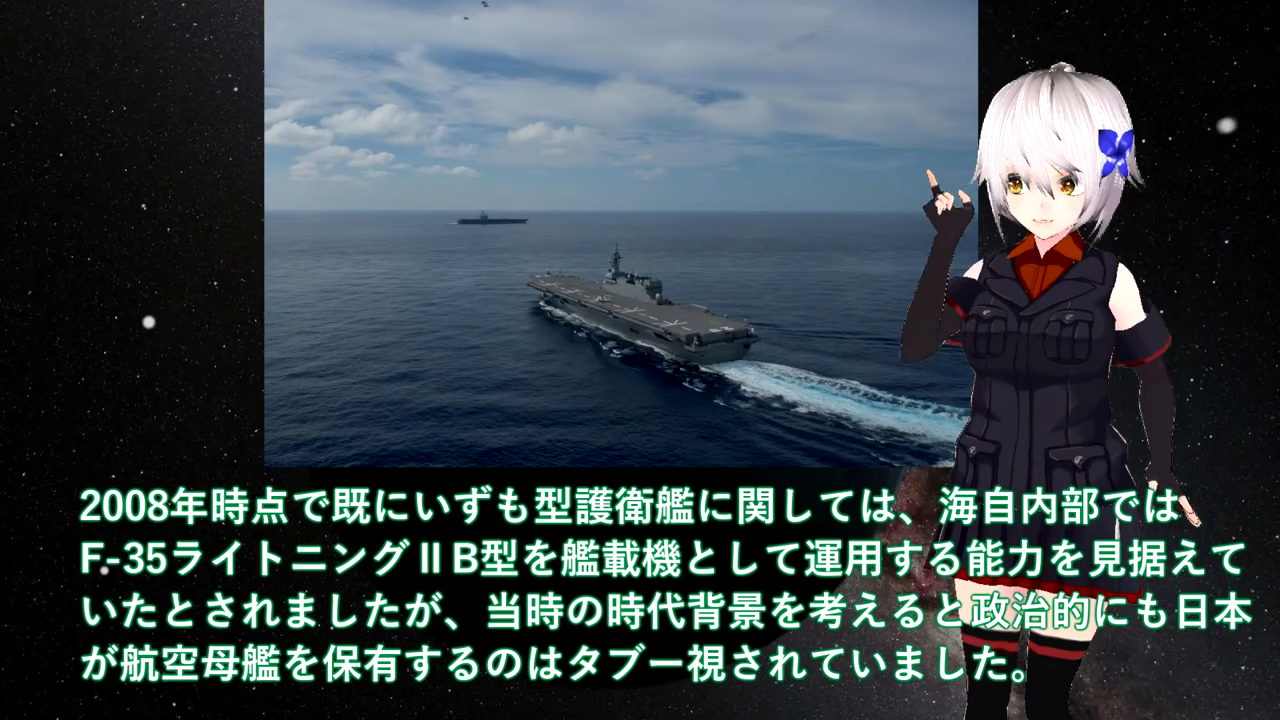 2008年時点で既にいずも型護衛艦に関しては、海自内部では
F-35ライトニングⅡB型を艦載機として運用する能力を見据えて
いたとされましたが、当時の時代背景を考えると政治的にも日本
が航空母艦を保有するのはタブー視されていました。